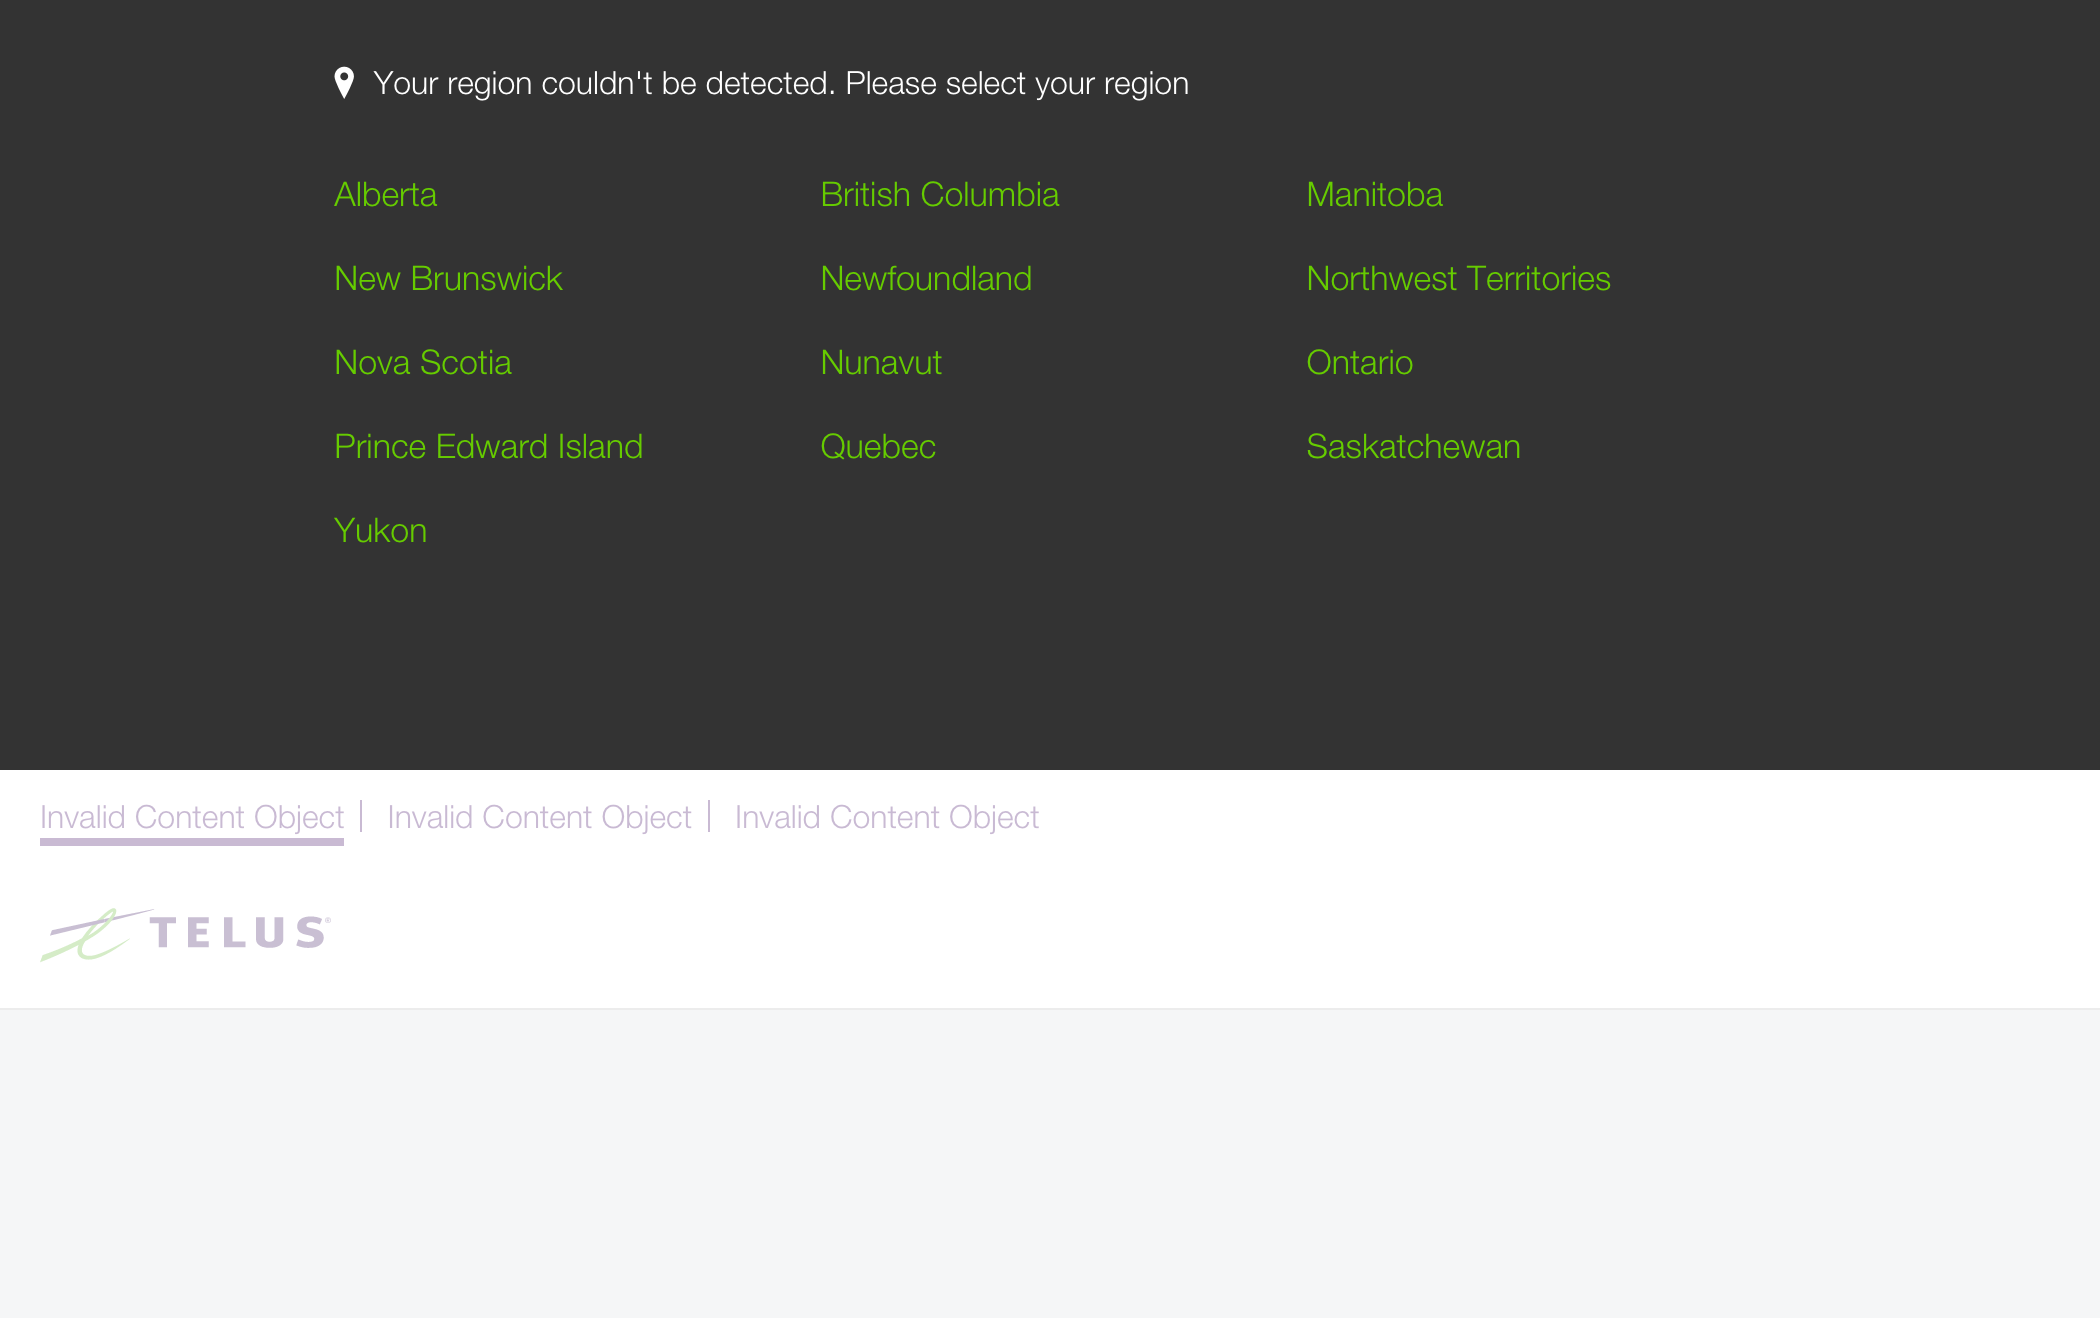 Your region couldn't be detected. Please select your region
Alberta
British Columbia
Manitoba
New Brunswick
Newfoundland
Northwest Territories
Nova Scotia
Nunavut
Ontario
Prince Edward Island
Quebec
Saskatchewan
Yukon
Invalid Content Object | Invalid Content Object | Invalid Content Object
TELUS®